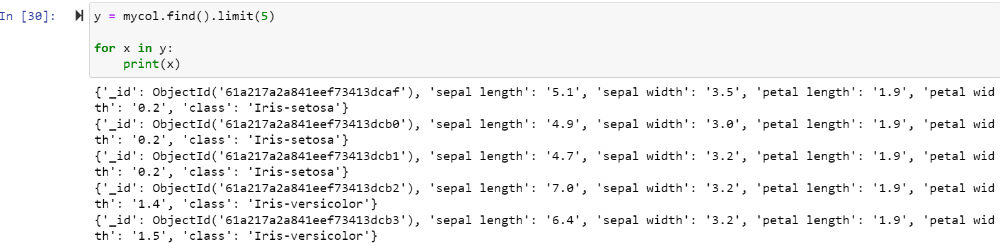 In [30]:
y = mycol.find().limit(5)
for x in y:
    print(x)
{'_id': ObjectId('61a217a2a841eef73413dcaf'), 'sepal length': '5.1', 'sepal width': '3.5', 'petal length': '1.9', 'petal wid
th': '0.2', 'class': 'Iris-setosa'}
{'_id': ObjectId('61a217a2a841eef73413dcb0'), 'sepal length': '4.9', 'sepal width': '3.0', 'petal length': '1.9', 'petal wid
th': '0.2', 'class': 'Iris-setosa'}
{'_id': ObjectId('61a217a2a841eef73413dcb1'), 'sepal length': '4.7', 'sepal width': '3.2', 'petal length': '1.9', 'petal wid
th': '0.2', 'class': 'Iris-setosa'}
{'_id': ObjectId('61a217a2a841eef73413dcb2'), 'sepal length': '7.0', 'sepal width': '3.2', 'petal length': '1.9', 'petal wid
th': '1.4', 'class': 'Iris-versicolor'}
{'_id': ObjectId('61a217a2a841eef73413dcb3'), 'sepal length': '6.4', 'sepal width': '3.2', 'petal length': '1.9', 'petal wid
th': '1.5', 'class': 'Iris-versicolor'}